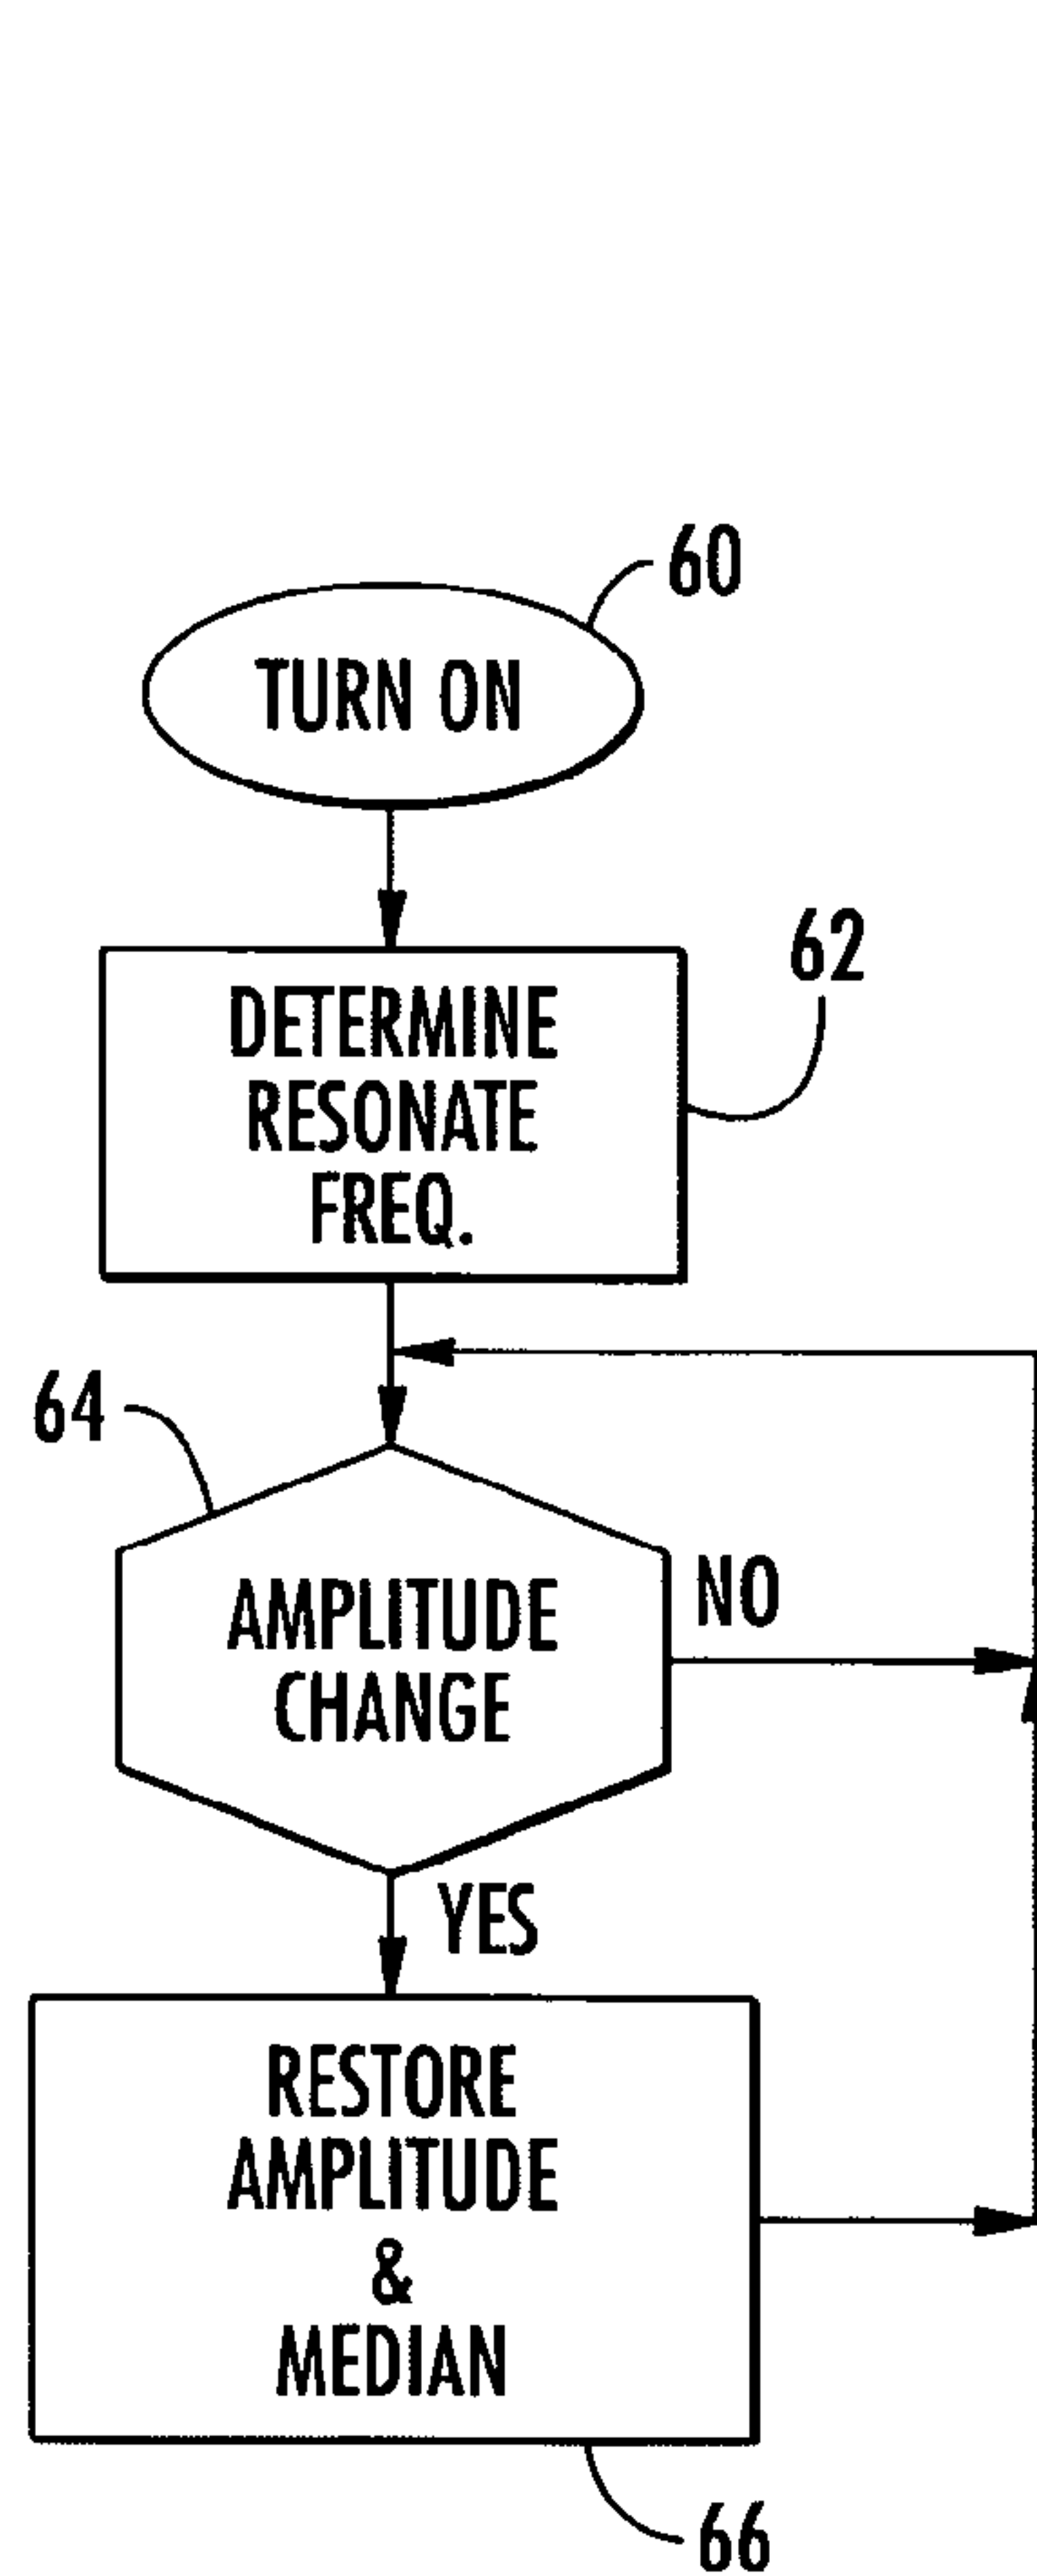 60
TURN ON
62
DETERMINE
RESONATE
FREQ.
64
AMPLITUDE
CHANGE
NO
YES
RESTORE
AMPLITUDE
&
MEDIAN
66